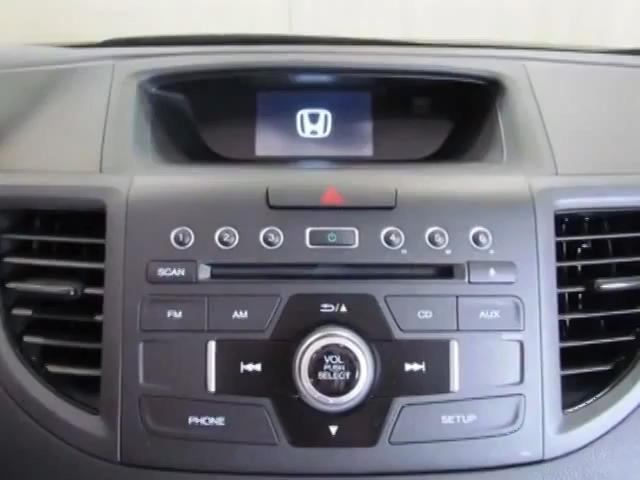 1 2 3 4 5 6
SCAN
FM AM CD AUX
VOL
PUSH
SELECT
PHONE SETUP